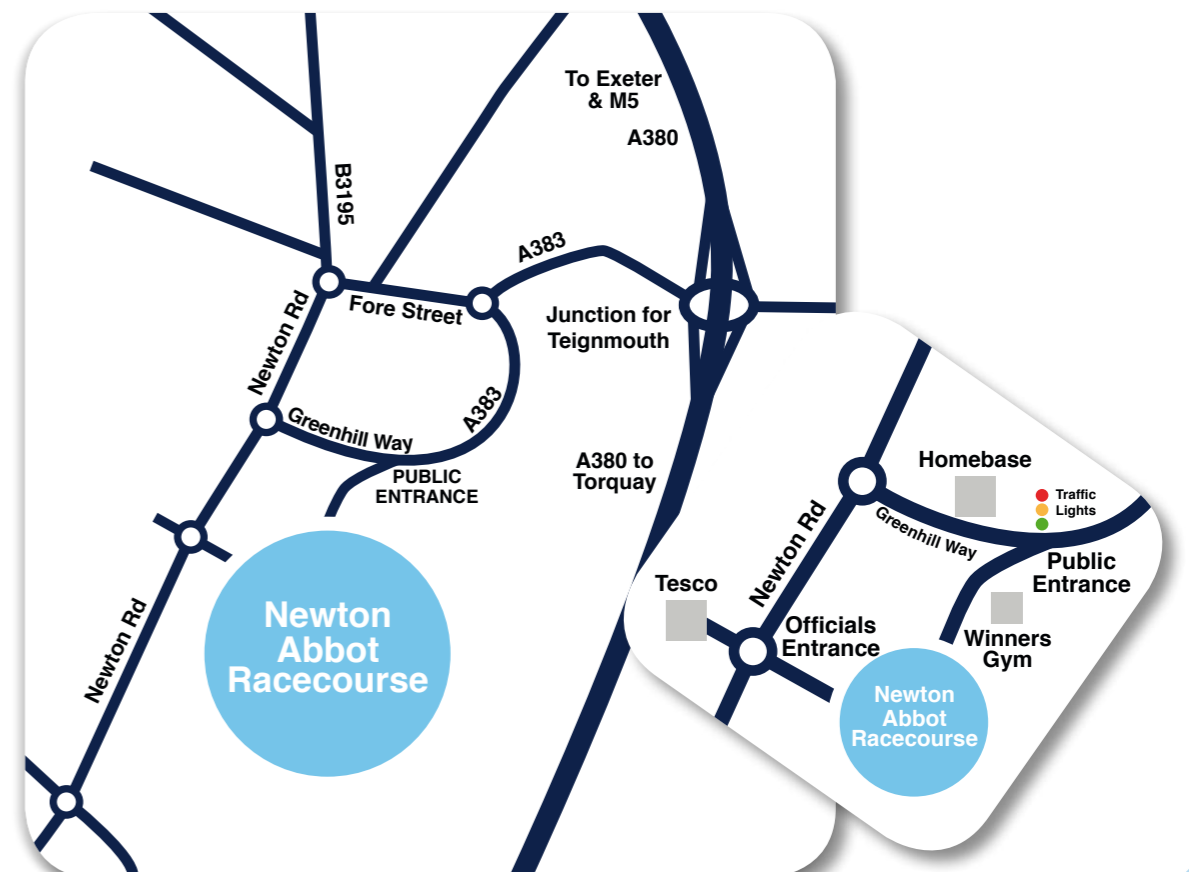 To Exeter
& M5
A380
B3195
A383
Fore Street
Junction for
Teignmouth
Newton Rd
Greenhill Way
A383
PUBLIC
ENTRANCE
A380 to
Torquay
Newton Rd
Newton
Abbot
Racecourse
Homebase
Traffic
Lights
Greenhill Way
Newton Rd
Public
Entrance
Tesco
Officials
Entrance
Winners
Gym
Newton
Abbot
Racecourse